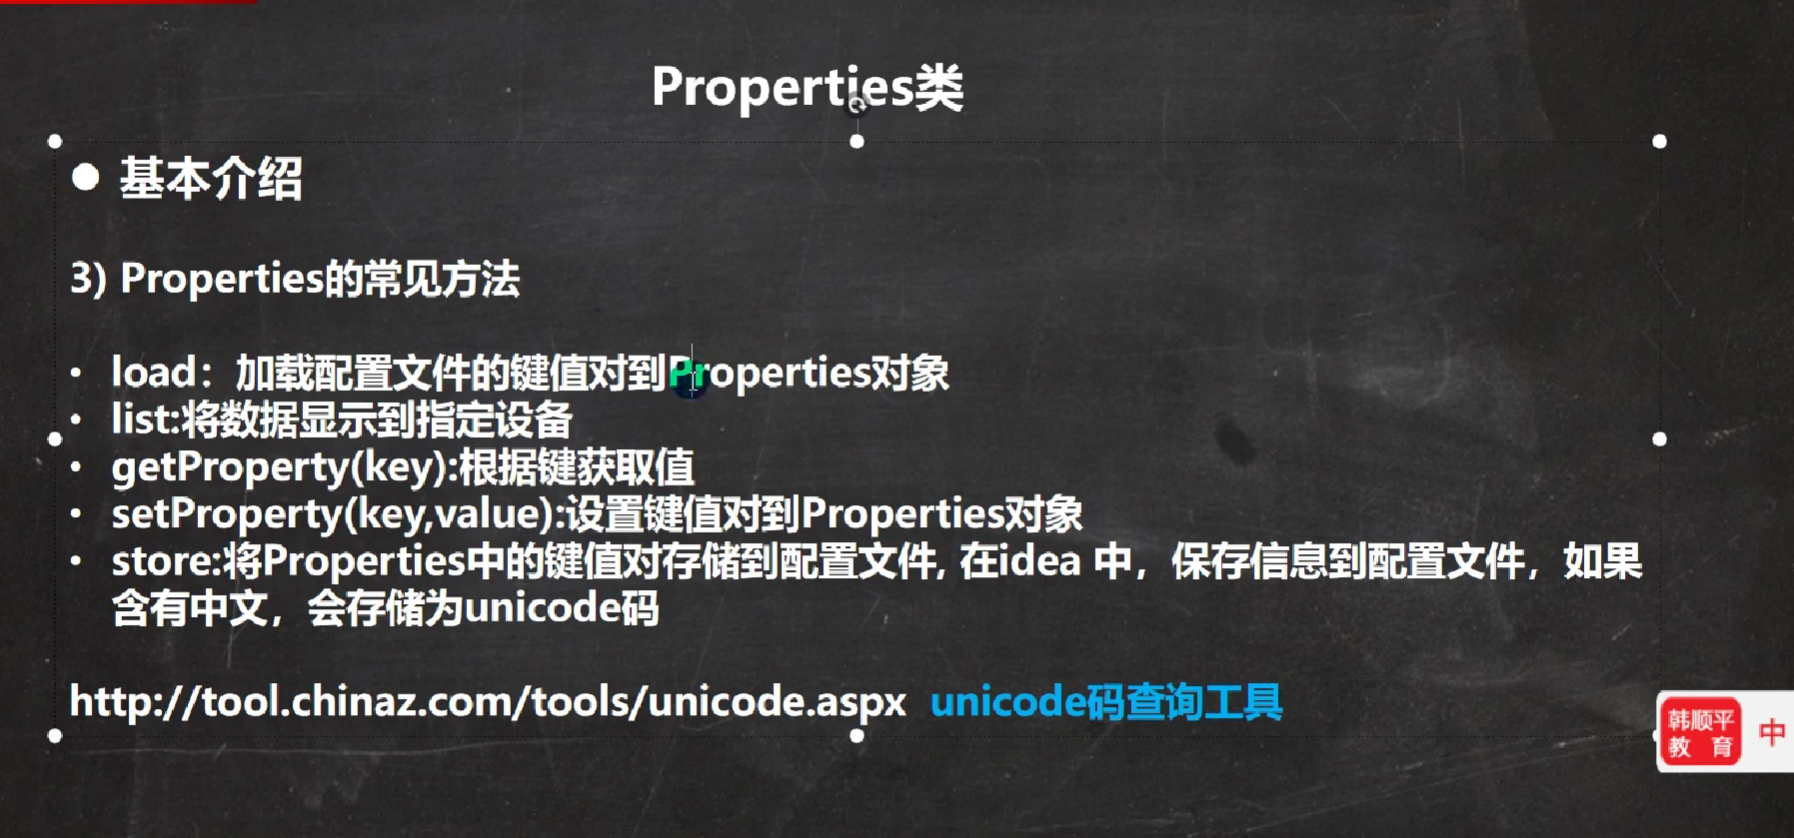 Properties类
● 基本介绍
3) Properties的常见方法
• load：加载配置文件的键值对到Properties对象
• list:将数据显示到指定设备
• getProperty(key):根据键获取值
• setProperty(key,value):设置键值对到Properties对象
• store:将Properties中的键值对存储到配置文件, 在idea 中，保存信息到配置文件，如果
含有中文，会存储为unicode码
http://tool.chinaz.com/tools/unicode.aspx unicode码查询工具
韩顺平
教 育
中